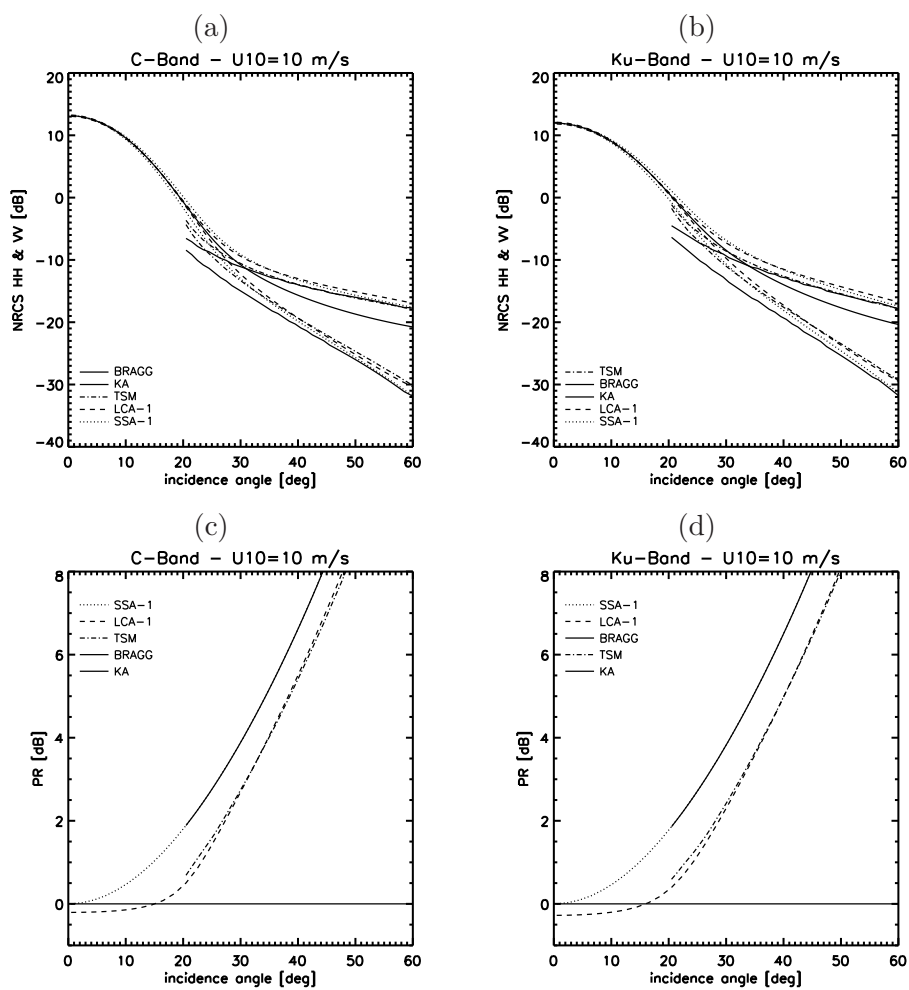 (a)
C-Band - U10=10 m/s
20
10
0
-10
-20
-30
-40
NRCS HH & VV [dB]
BRAGG
KA
TSM
LCA-1
SSA-1
0 10 20 30 40 50 60
incidence angle [deg]
(b)
Ku-Band - U10=10 m/s
20
10
0
-10
-20
-30
-40
NRCS HH & VV [dB]
TSM
BRAGG
KA
LCA-1
SSA-1
0 10 20 30 40 50 60
incidence angle [deg]
(c)
C-Band - U10=10 m/s
8
6
4
2
0
PR [dB]
SSA-1
LCA-1
TSM
BRAGG
KA
0 10 20 30 40 50 60
incidence angle [deg]
(d)
Ku-Band - U10=10 m/s
8
6
4
2
0
PR [dB]
SSA-1
LCA-1
BRAGG
TSM
KA
0 10 20 30 40 50 60
incidence angle [deg]